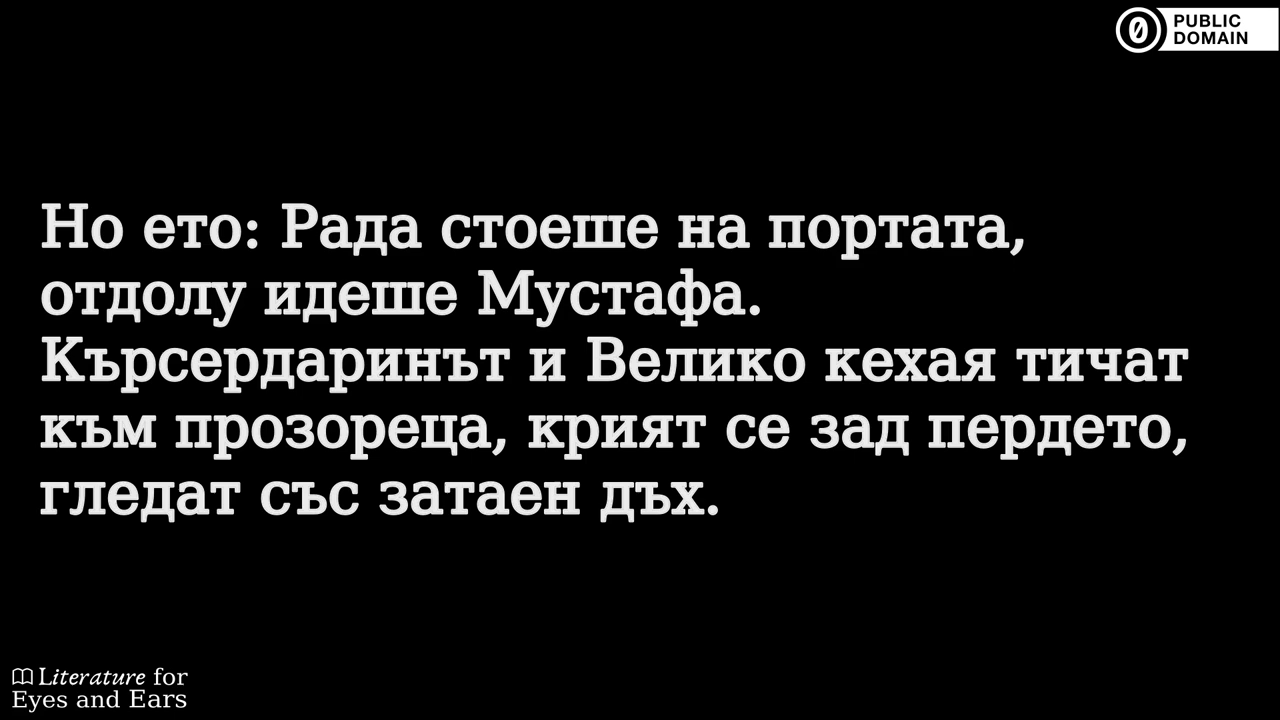 PUBLIC
DOMAIN
Но ето: Рада стоеше на портата,
отдолу идеше Мустафа.
Кърсердаринът и Велико кехая тичат
към прозореца, крият се зад пердето,
гледат със затаен дъх.
Literature for
Eyes and Ears